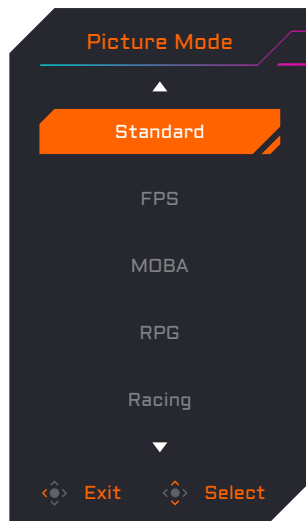 Picture Mode
Standard
FPS
MOBA
RPG
Racing
Exit Select